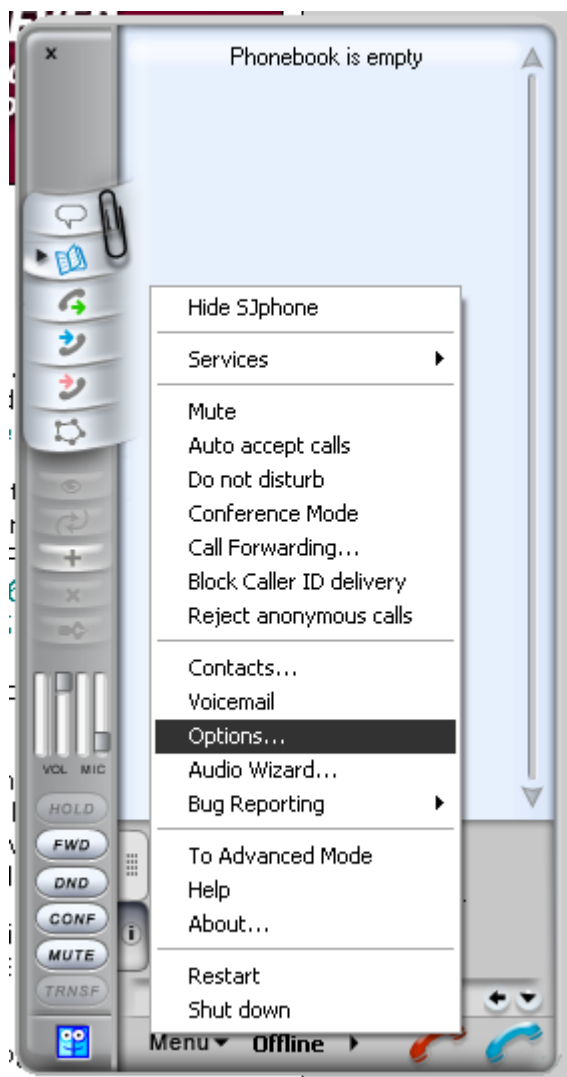 x
Phonebook is empty
Hide SJphone
Services
Mute
Auto accept calls
Do not disturb
Conference Mode
Call Forwarding...
Block Caller ID delivery
Reject anonymous calls
Contacts...
Voicemail
Options...
Audio Wizard...
Bug Reporting
To Advanced Mode
Help
About...
Restart
Shut down
VOL MIC
HOLD
FWD
DND
CONF
MUTE
TRNSF
i
Menu Offline